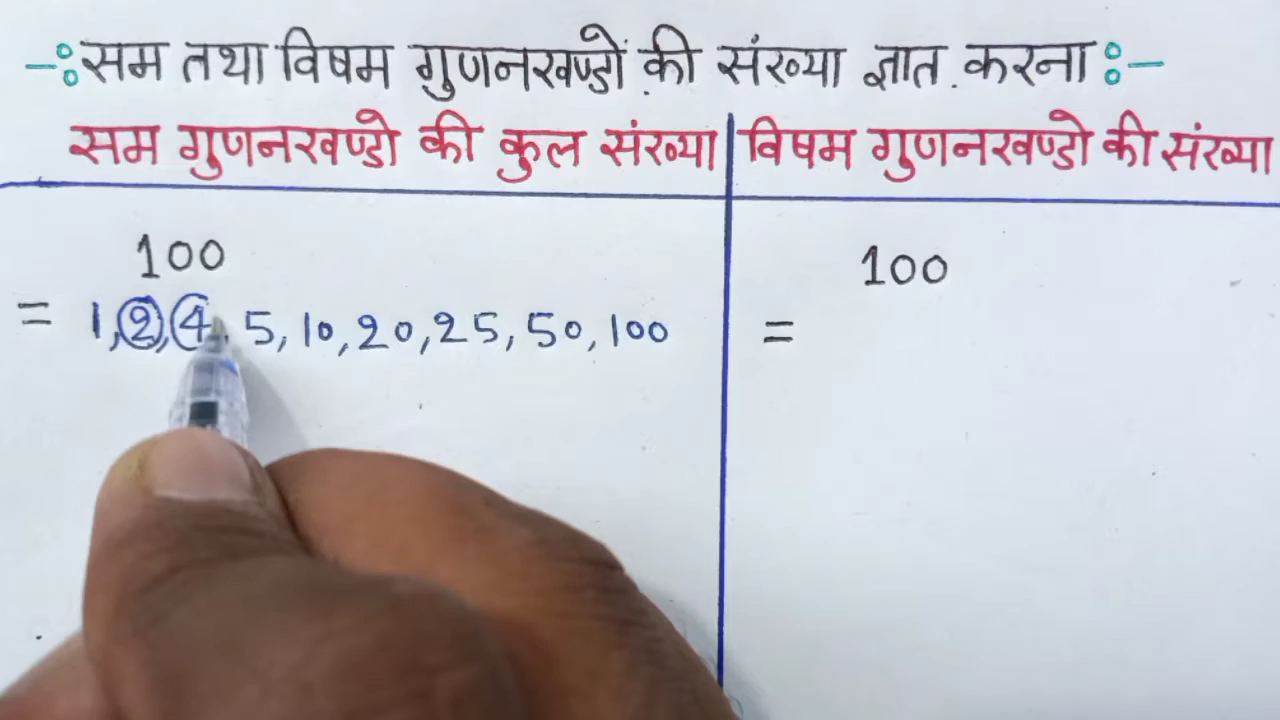 -: सम तथा विषम गुणनखण्डों की संख्या ज्ञात करना :-
सम गुणनखण्डो की कुल संख्या
विषम गुणनखण्डो की संख्या
100
= 1, 2, 4, 5, 10, 20, 25, 50, 100
100
=